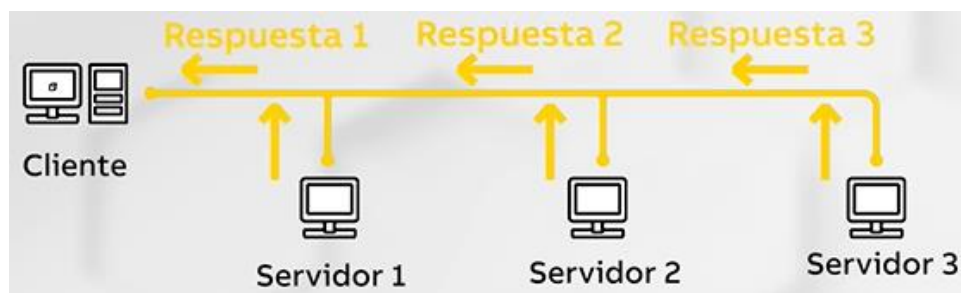 Respuesta 1 Respuesta 2 Respuesta 3
Cliente
Servidor 1 Servidor 2 Servidor 3